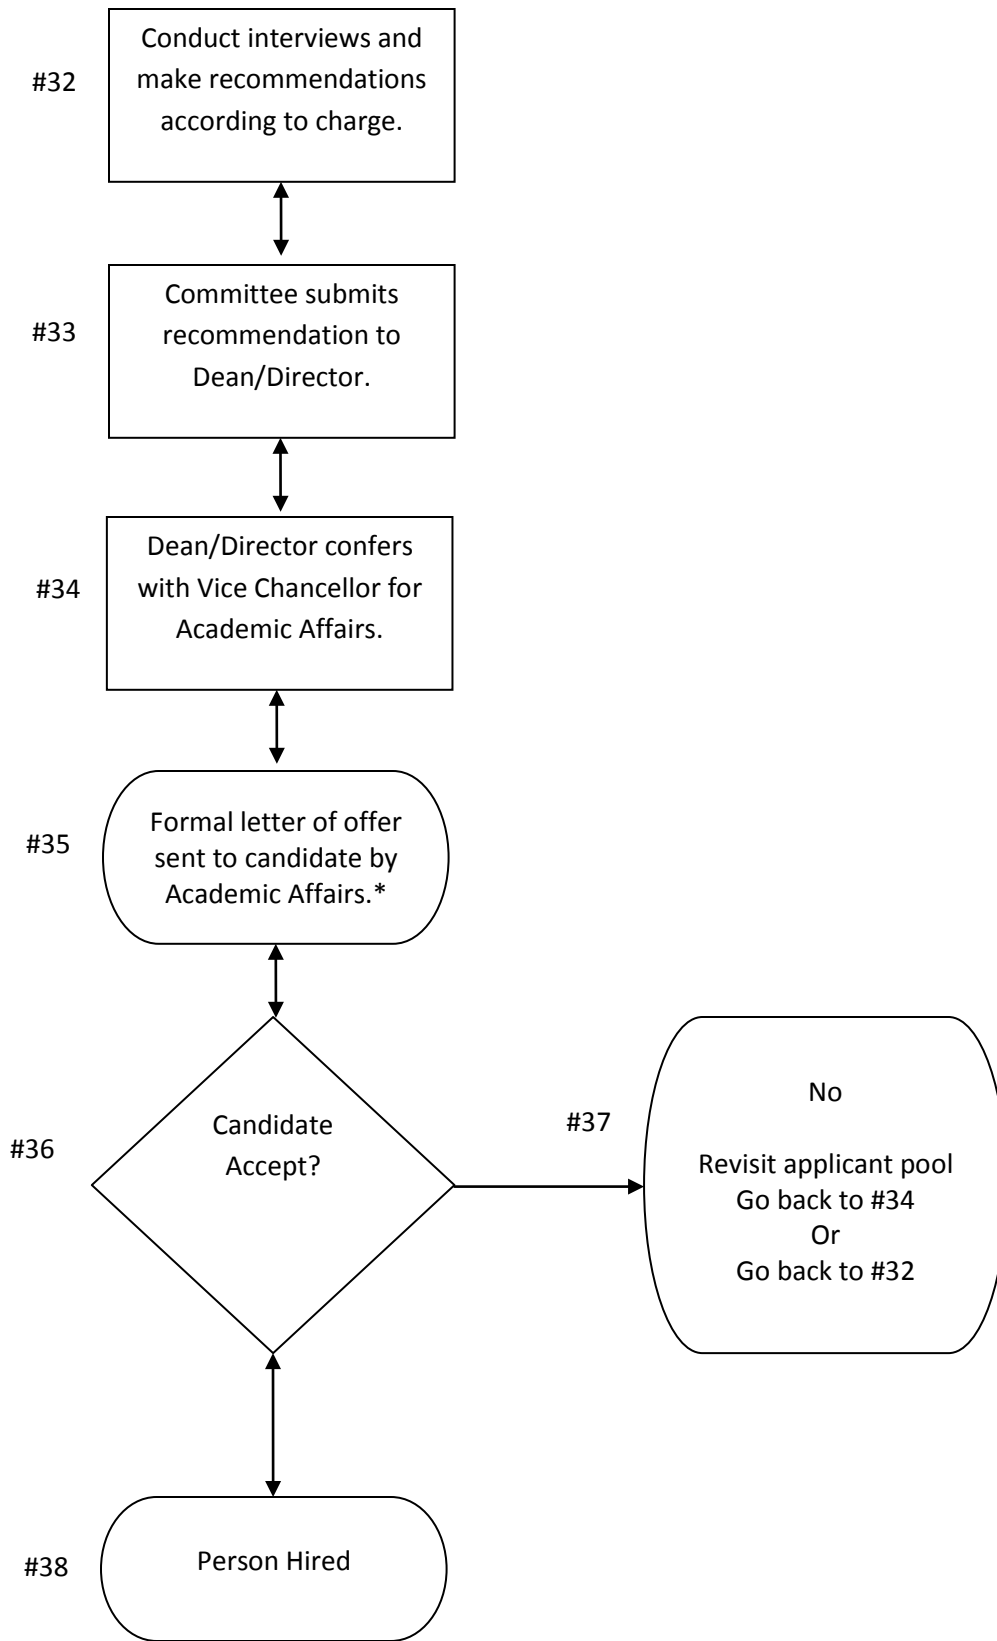 #32
Conduct interviews and
make recommendations
according to charge.
#33
Committee submits
recommendation to
Dean/Director.
#34
Dean/Director confers
with Vice Chancellor for
Academic Affairs.
#35
Formal letter of offer
sent to candidate by
Academic Affairs.*
#36
Candidate
Accept?
#37
No
Revisit applicant pool
Go back to #34
Or
Go back to #32
#38
Person Hired